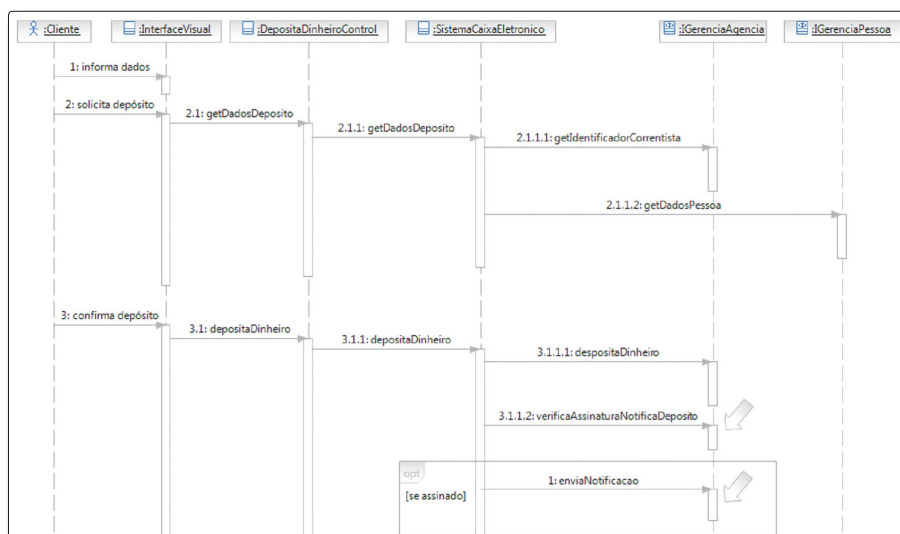 :Cliente
:InterfaceVisual
:DepositaDinheiroControl
:SistemaCaixaEletronico
:IGerenciaAgencia
:IGerenciaPessoa
1: informa dados
2: solicita depósito
2.1: getDadosDeposito
2.1.1: getDadosDeposito
2.1.1.1: getIdentificadorCorrentista
2.1.1.2: getDadosPessoa
3: confirma depósito
3.1: depositaDinheiro
3.1.1: depositaDinheiro
3.1.1.1: despositaDinheiro
3.1.1.2: verificaAssinaturaNotificaDeposito
opt
1: enviaNotificacao
[se assinado]